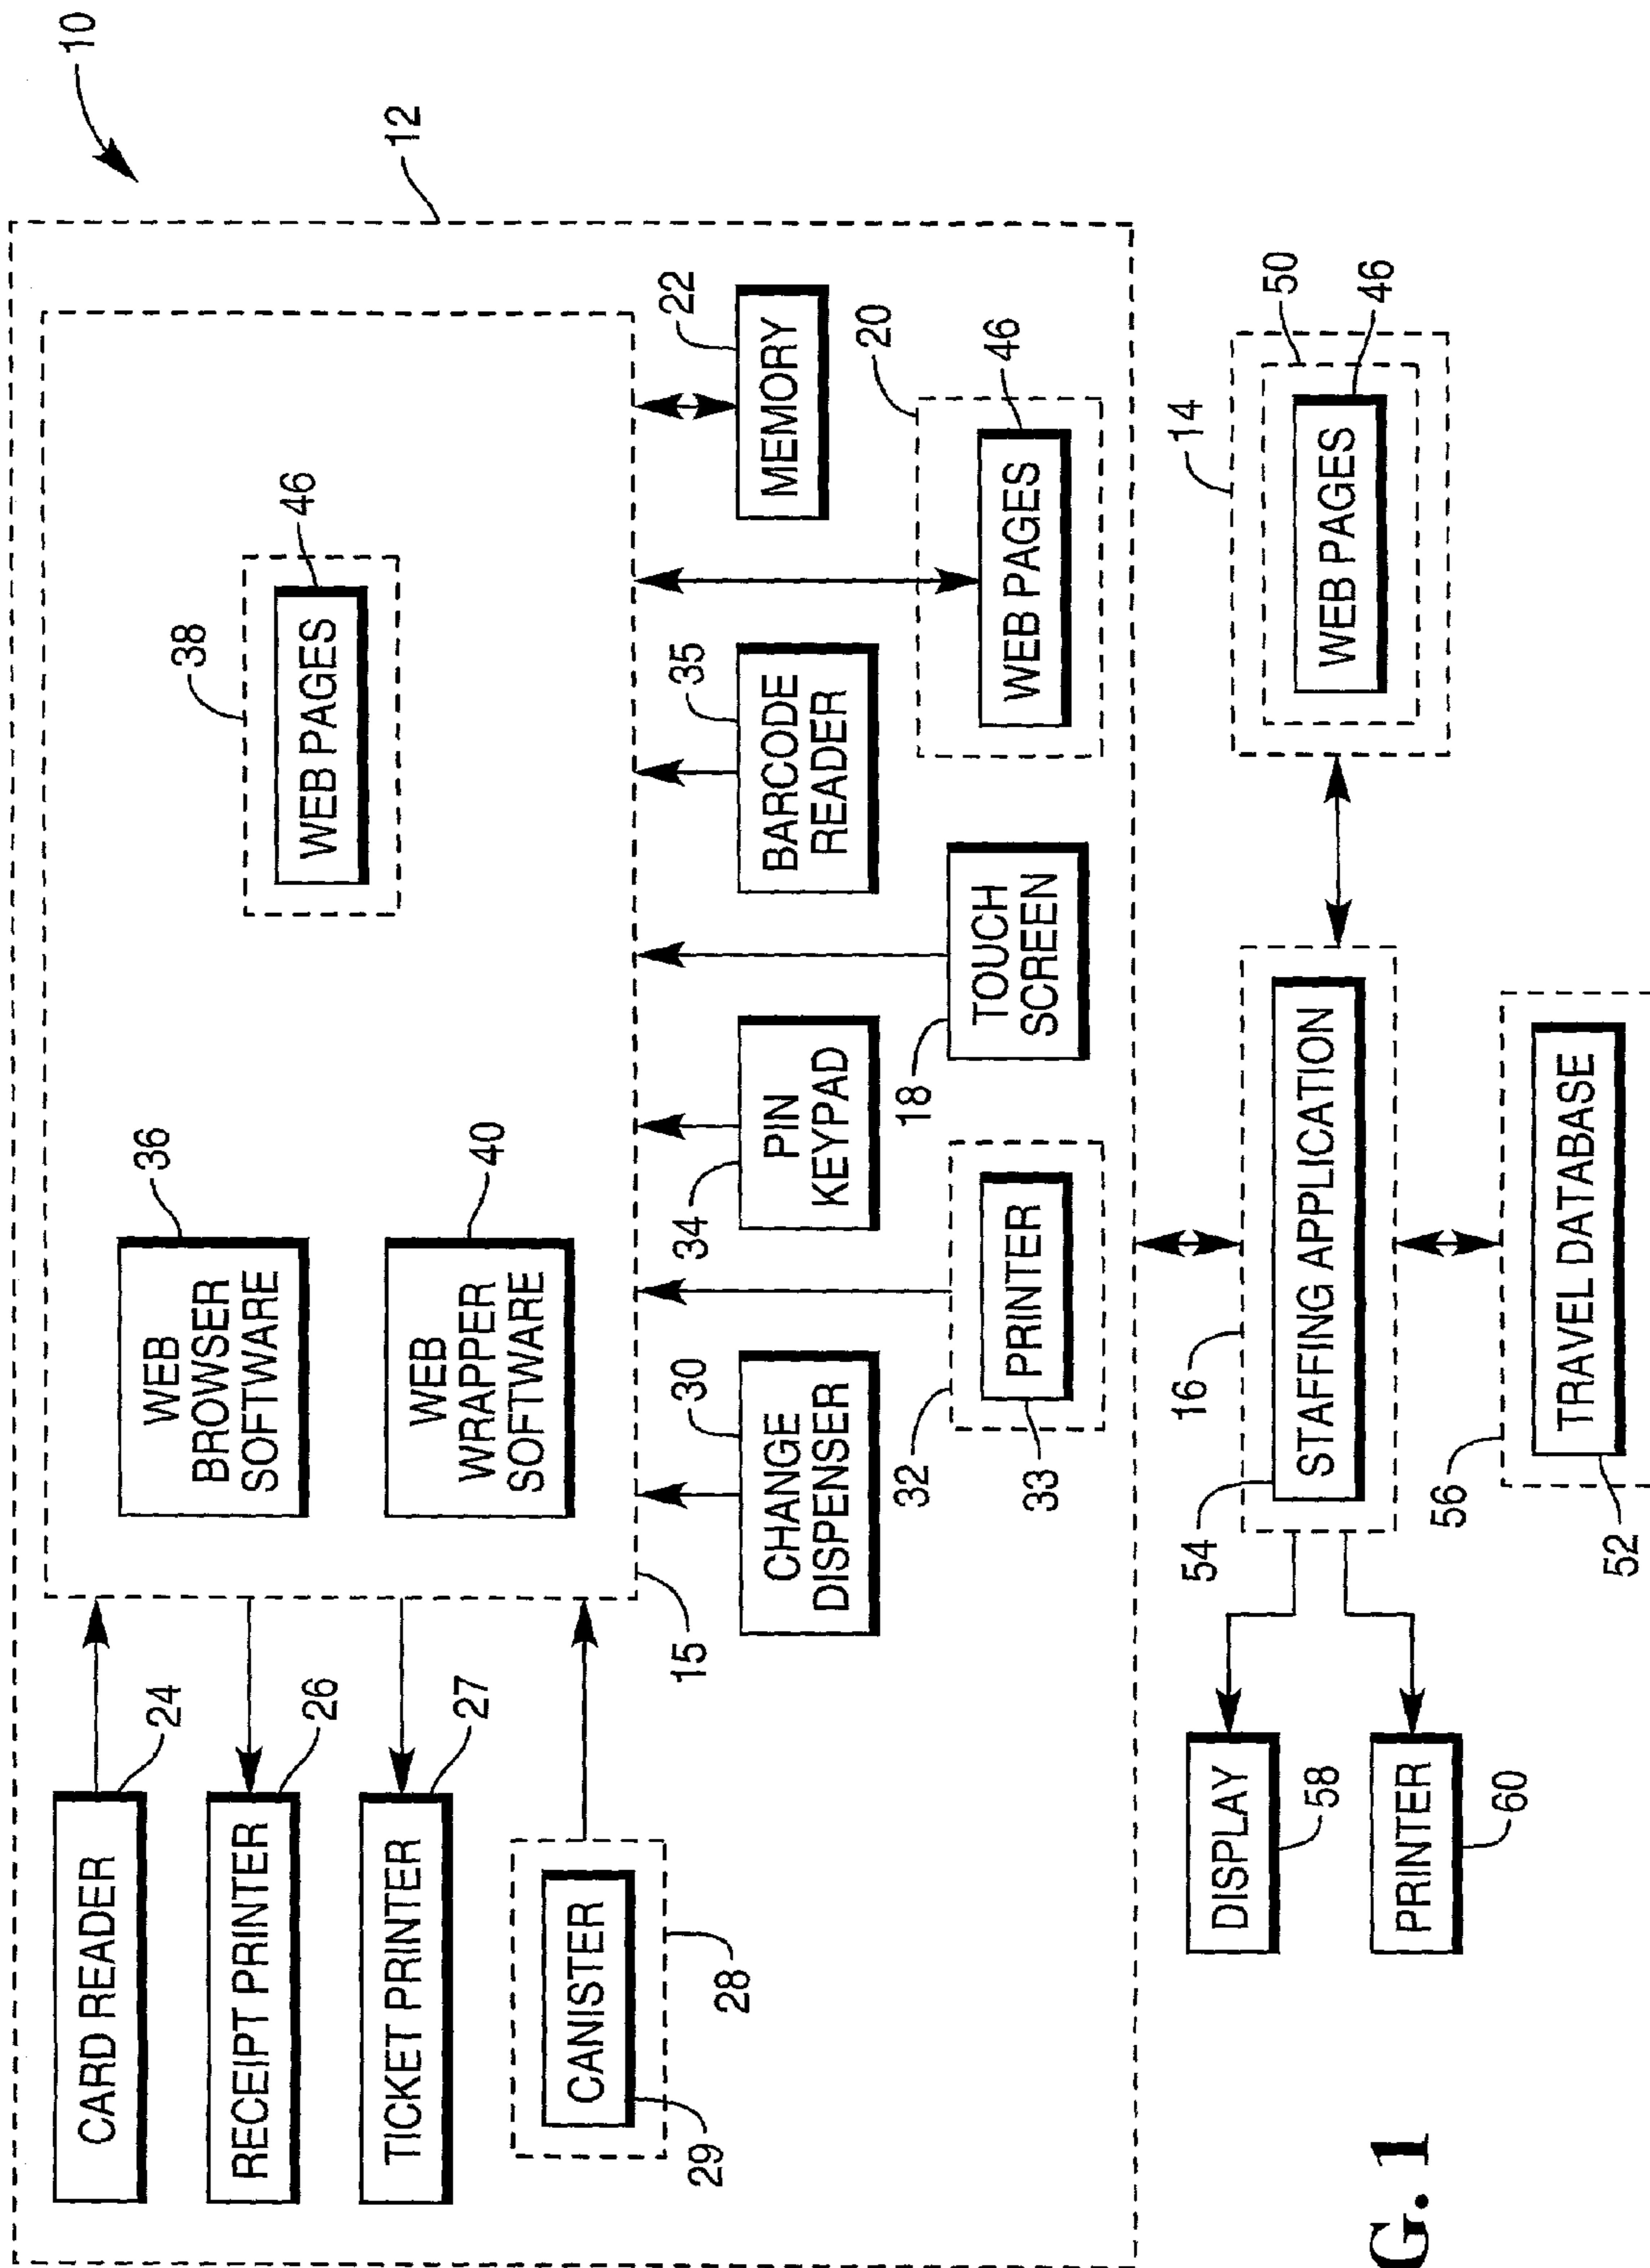 10
12
CARD READER
24
RECEIPT PRINTER
26
TICKET PRINTER
27
CANISTER
29
28
15
WEB
BROWSER
SOFTWARE
36
WEB
WRAPPER
SOFTWARE
40
38
WEB PAGES
46
CHANGE
DISPENSER
30
32
PRINTER
33
PIN
KEYPAD
34
TOUCH
SCREEN
18
BARCODE
READER
35
MEMORY
22
20
WEB PAGES
46
DISPLAY
58
PRINTER
60
16
STAFFING APPLICATION
54
56
TRAVEL DATABASE
52
14
50
WEB PAGES
46
G. 1